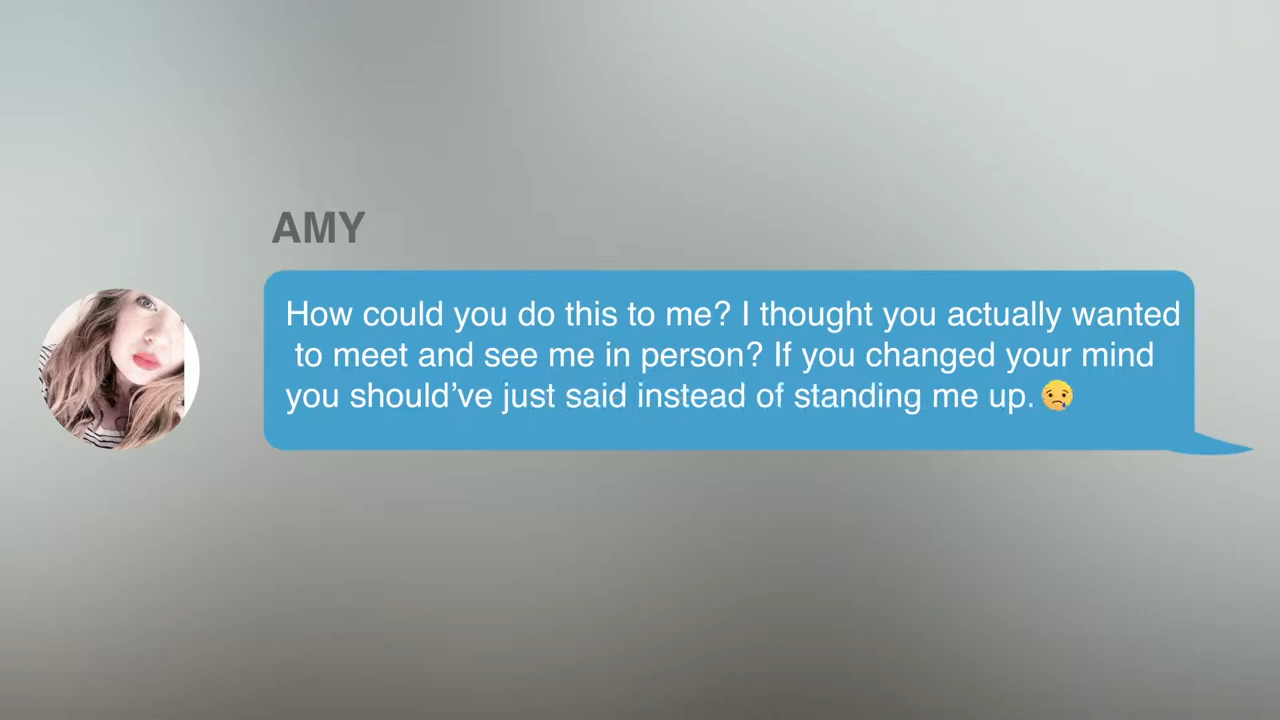 AMY
How could you do this to me? I thought you actually wanted
to meet and see me in person? If you changed your mind
you should’ve just said instead of standing me up.😢